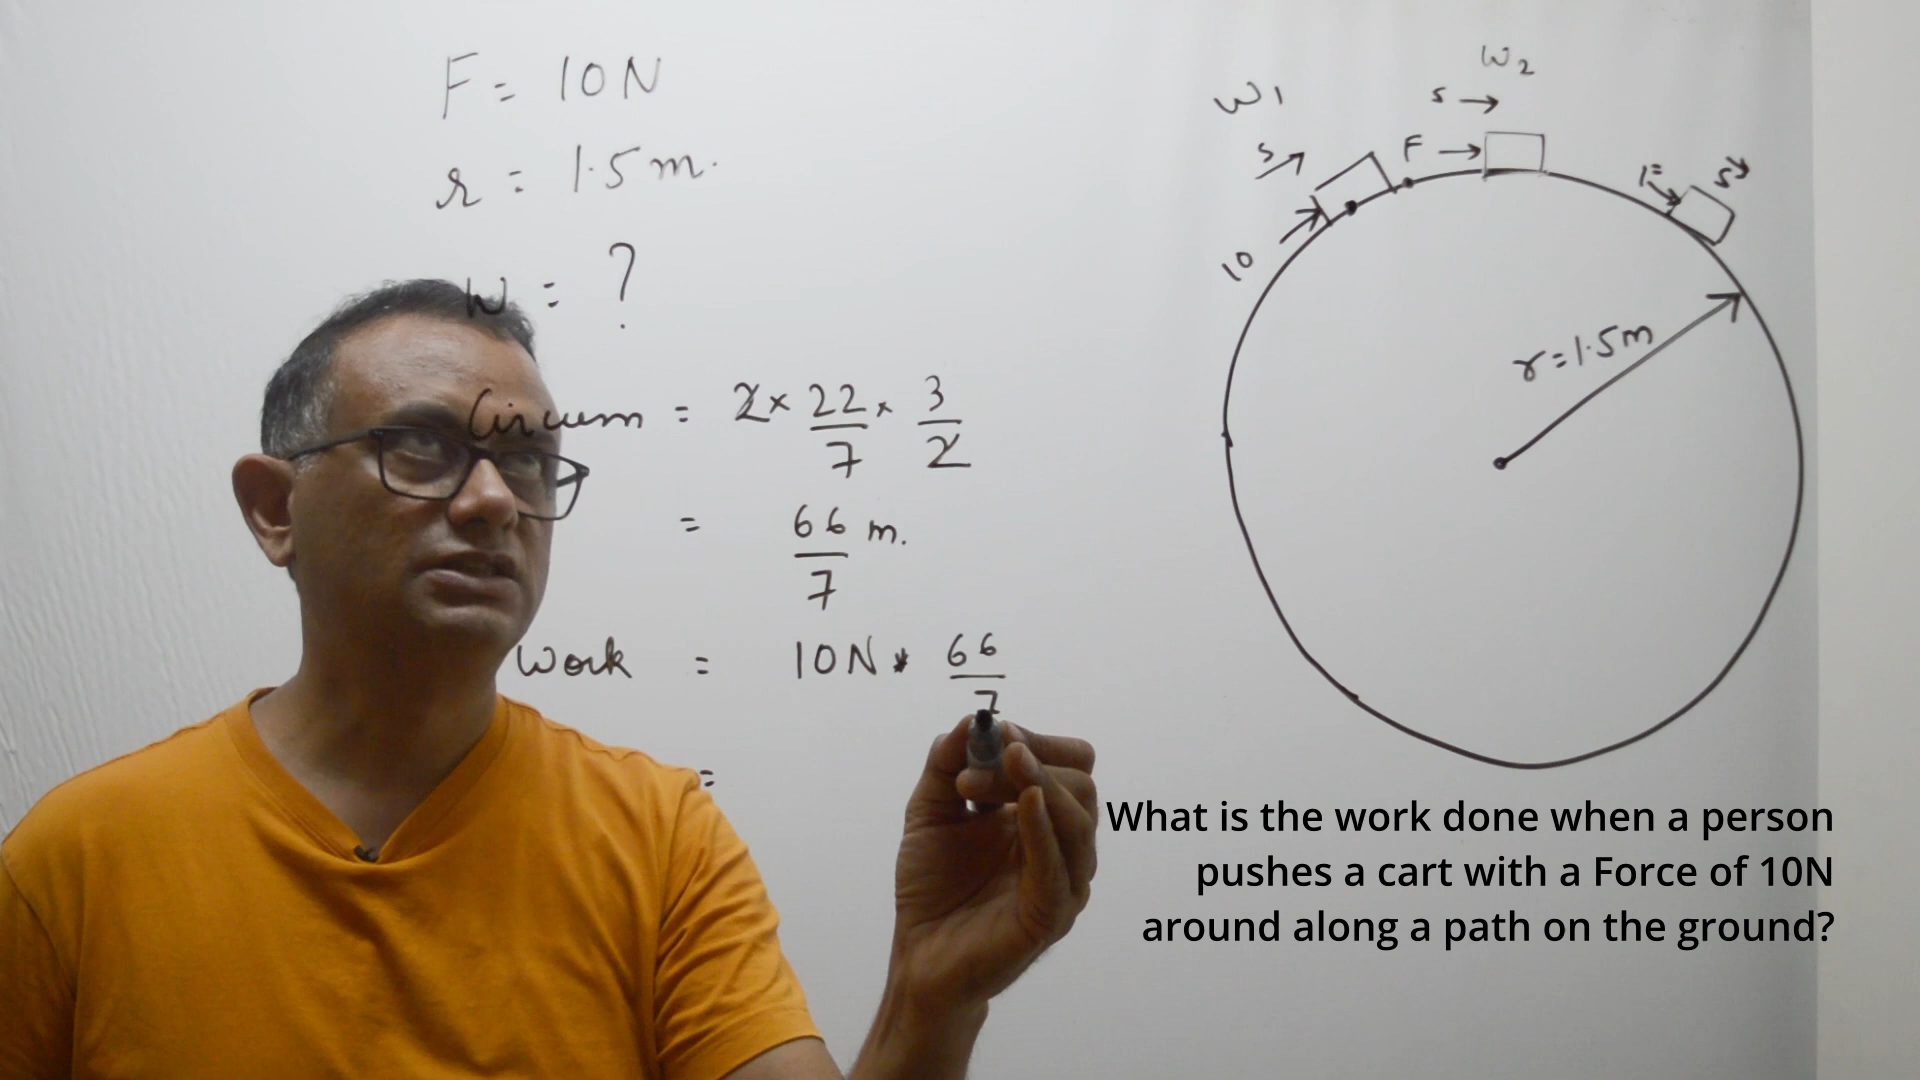 F = 10N
r = 1.5 m.
W = ?
Circum = 2 × 22/7 × 3/2
= 66/7 m.
Work = 10N * 66/7
=
W1
W2
S
S
F
F
S
10
r=1.5m
What is the work done when a person
pushes a cart with a Force of 10N
around along a path on the ground?